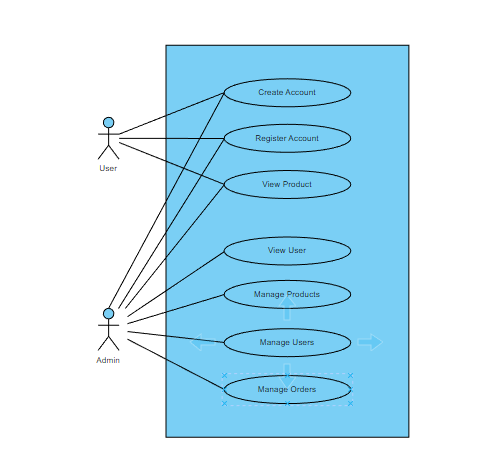 Create Account
Register Account
User
View Product
View User
Manage Products
Manage Users
Admin
Manage Orders